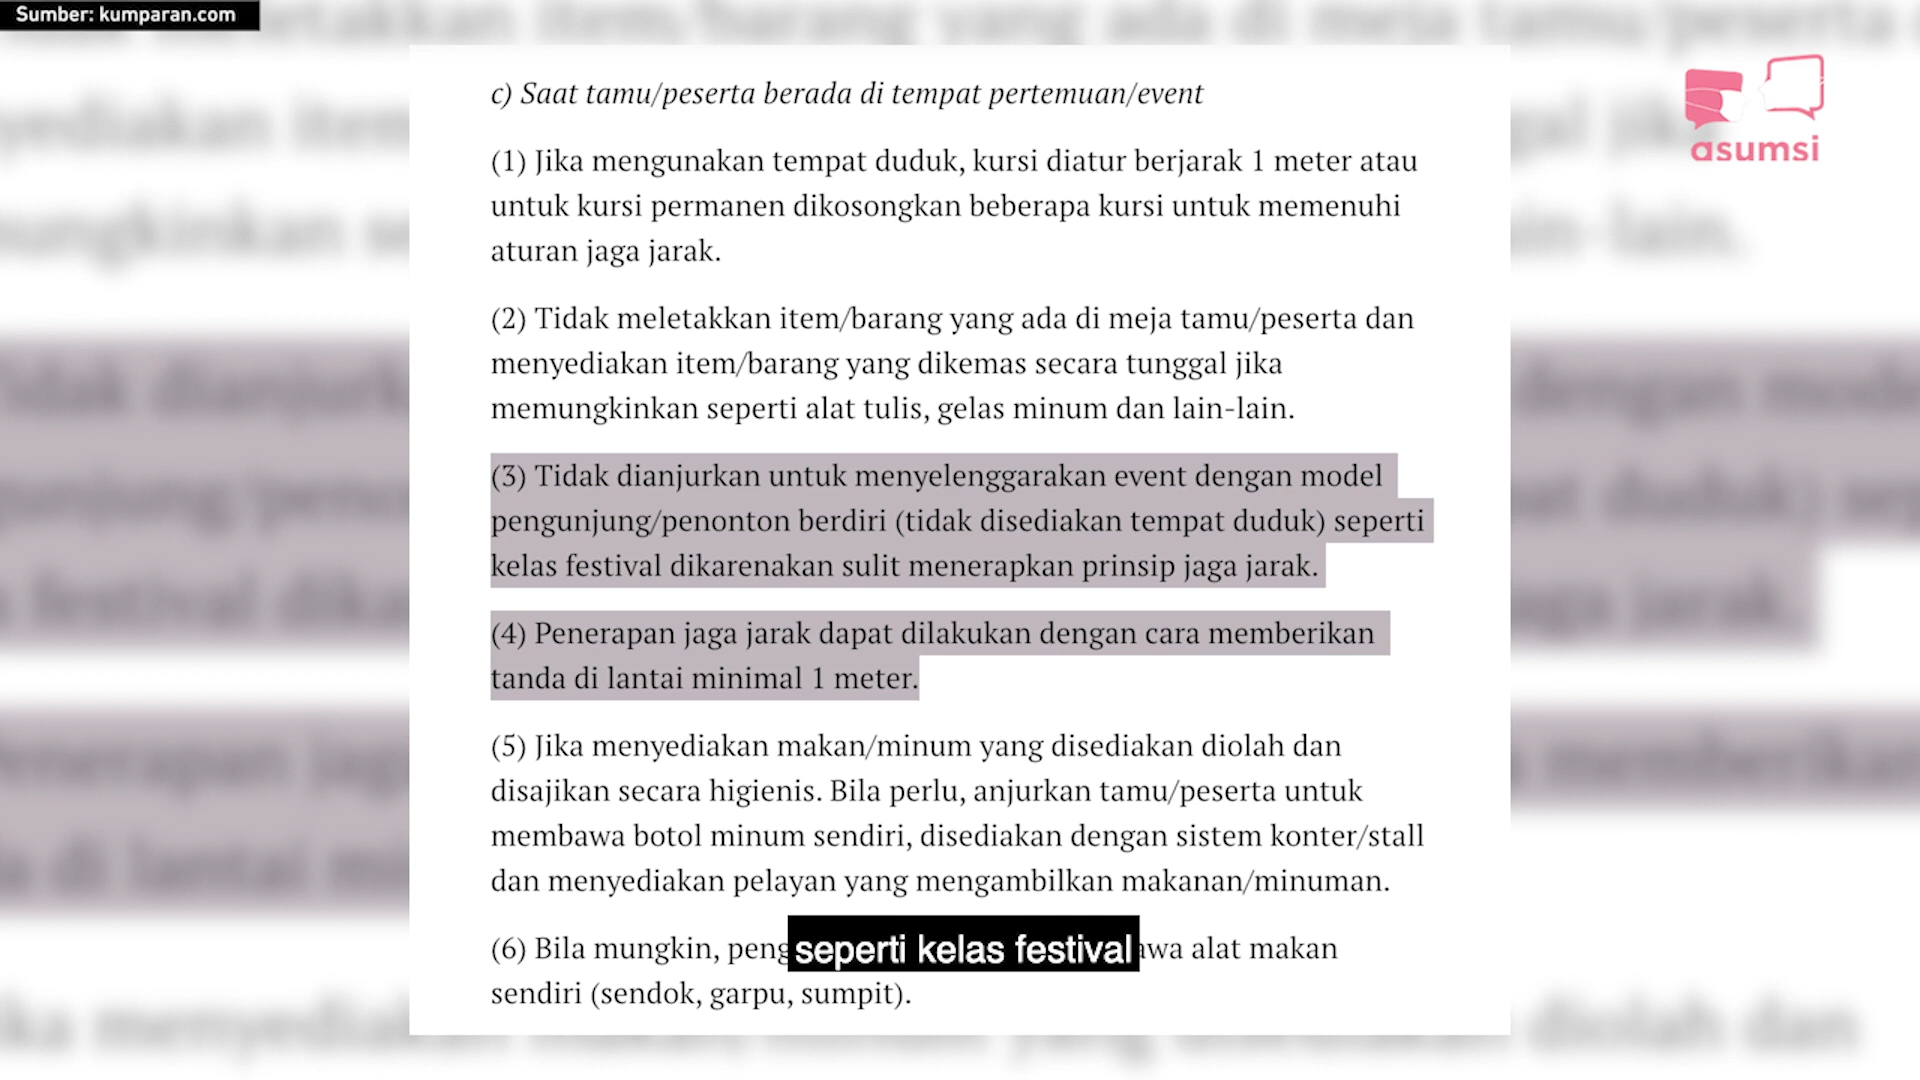 Sumber: kumparan.com
asumsi
c) Saat tamu/peserta berada di tempat pertemuan/event
(1) Jika mengunakan tempat duduk, kursi diatur berjarak 1 meter atau
untuk kursi permanen dikosongkan beberapa kursi untuk memenuhi
aturan jaga jarak.
(2) Tidak meletakkan item/barang yang ada di meja tamu/peserta dan
menyediakan item/barang yang dikemas secara tunggal jika
memungkinkan seperti alat tulis, gelas minum dan lain-lain.
(3) Tidak dianjurkan untuk menyelenggarakan event dengan model
pengunjung/penonton berdiri (tidak disediakan tempat duduk) seperti
kelas festival dikarenakan sulit menerapkan prinsip jaga jarak.
(4) Penerapan jaga jarak dapat dilakukan dengan cara memberikan
tanda di lantai minimal 1 meter.
(5) Jika menyediakan makan/minum yang disediakan diolah dan
disajikan secara higienis. Bila perlu, anjurkan tamu/peserta untuk
membawa botol minum sendiri, disediakan dengan sistem konter/stall
dan menyediakan pelayan yang mengambilkan makanan/minuman.
(6) Bila mungkin, alat makan
seperti kelas festival
sendiri (sendok, garpu, sumpit).